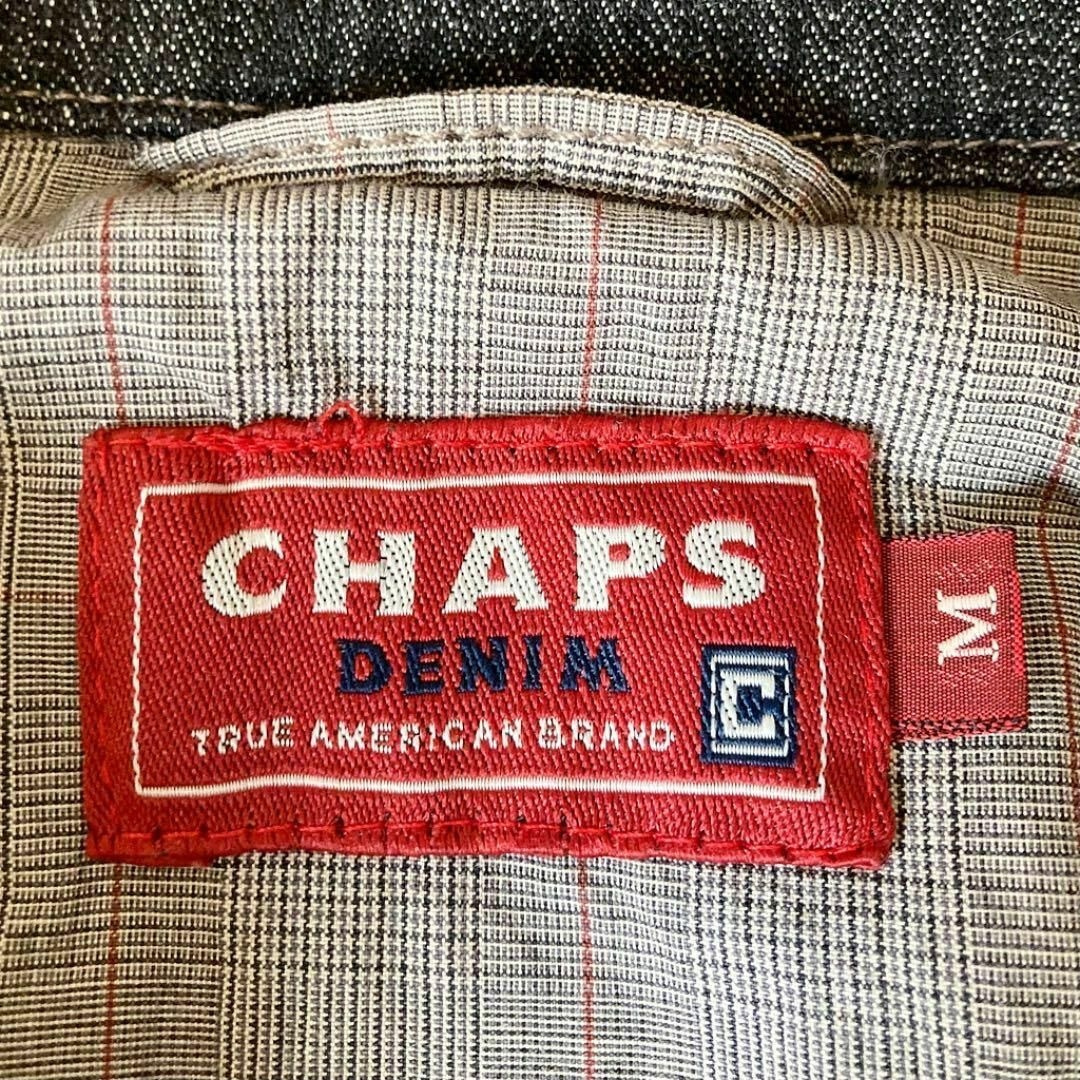 CHAPS
DENIM
C
TRUE AMERICAN BRAND
M